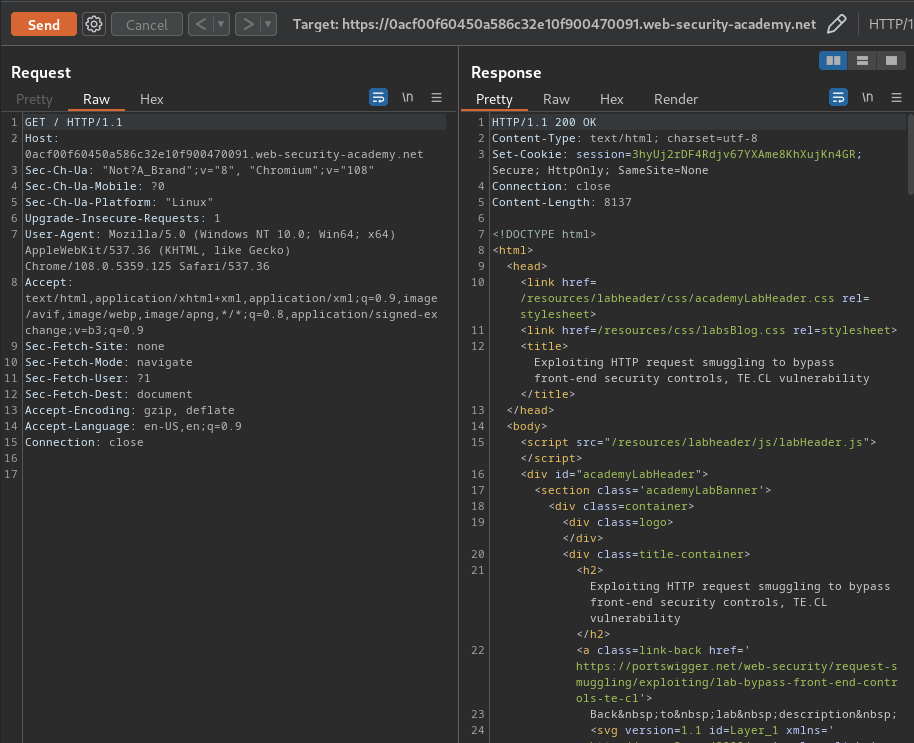 Send Cancel < > Target: https://0acf00f60450a586c32e10f900470091.web-security-academy.net HTTP/1
Request
Pretty Raw Hex \n
1 GET / HTTP/1.1
2 Host:
0acf00f60450a586c32e10f900470091.web-security-academy.net
3 Sec-Ch-Ua: "Not?A_Brand";v="8", "Chromium";v="108"
4 Sec-Ch-Ua-Mobile: ?0
5 Sec-Ch-Ua-Platform: "Linux"
6 Upgrade-Insecure-Requests: 1
7 User-Agent: Mozilla/5.0 (Windows NT 10.0; Win64; x64)
AppleWebKit/537.36 (KHTML, like Gecko)
Chrome/108.0.5359.125 Safari/537.36
8 Accept:
text/html,application/xhtml+xml,application/xml;q=0.9,image
/avif,image/webp,image/apng,*/*;q=0.8,application/signed-ex
change;v=b3;q=0.9
9 Sec-Fetch-Site: none
10 Sec-Fetch-Mode: navigate
11 Sec-Fetch-User: ?1
12 Sec-Fetch-Dest: document
13 Accept-Encoding: gzip, deflate
14 Accept-Language: en-US,en;q=0.9
15 Connection: close
16
17
Response
Pretty Raw Hex Render \n
1 HTTP/1.1 200 OK
2 Content-Type: text/html; charset=utf-8
3 Set-Cookie: session=3hyUj2rDF4Rdjv67YXAme8KhXujKn4GR;
Secure; HttpOnly; SameSite=None
4 Connection: close
5 Content-Length: 8137
6
7 <!DOCTYPE html>
8 <html>
9 <head>
10 <link href=
/resources/labheader/css/academyLabHeader.css rel=
stylesheet>
11 <link href=/resources/css/labsBlog.css rel=stylesheet>
12 <title>
Exploiting HTTP request smuggling to bypass
front-end security controls, TE.CL vulnerability
</title>
13 </head>
14 <body>
15 <script src="/resources/labheader/js/labHeader.js">
</script>
16 <div id="academyLabHeader">
17 <section class='academyLabBanner'>
18 <div class=container>
19 <div class=logo>
</div>
20 <div class=title-container>
21 <h2>
Exploiting HTTP request smuggling to bypass
front-end security controls, TE.CL
vulnerability
</h2>
22 <a class=link-back href='
https://portswigger.net/web-security/request-s
muggling/exploiting/lab-bypass-front-end-contr
ols-te-cl'>
23 Back&nbsp;to&nbsp;lab&nbsp;description&nbsp;
24 <svg version=1.1 id=Layer_1 xmlns='